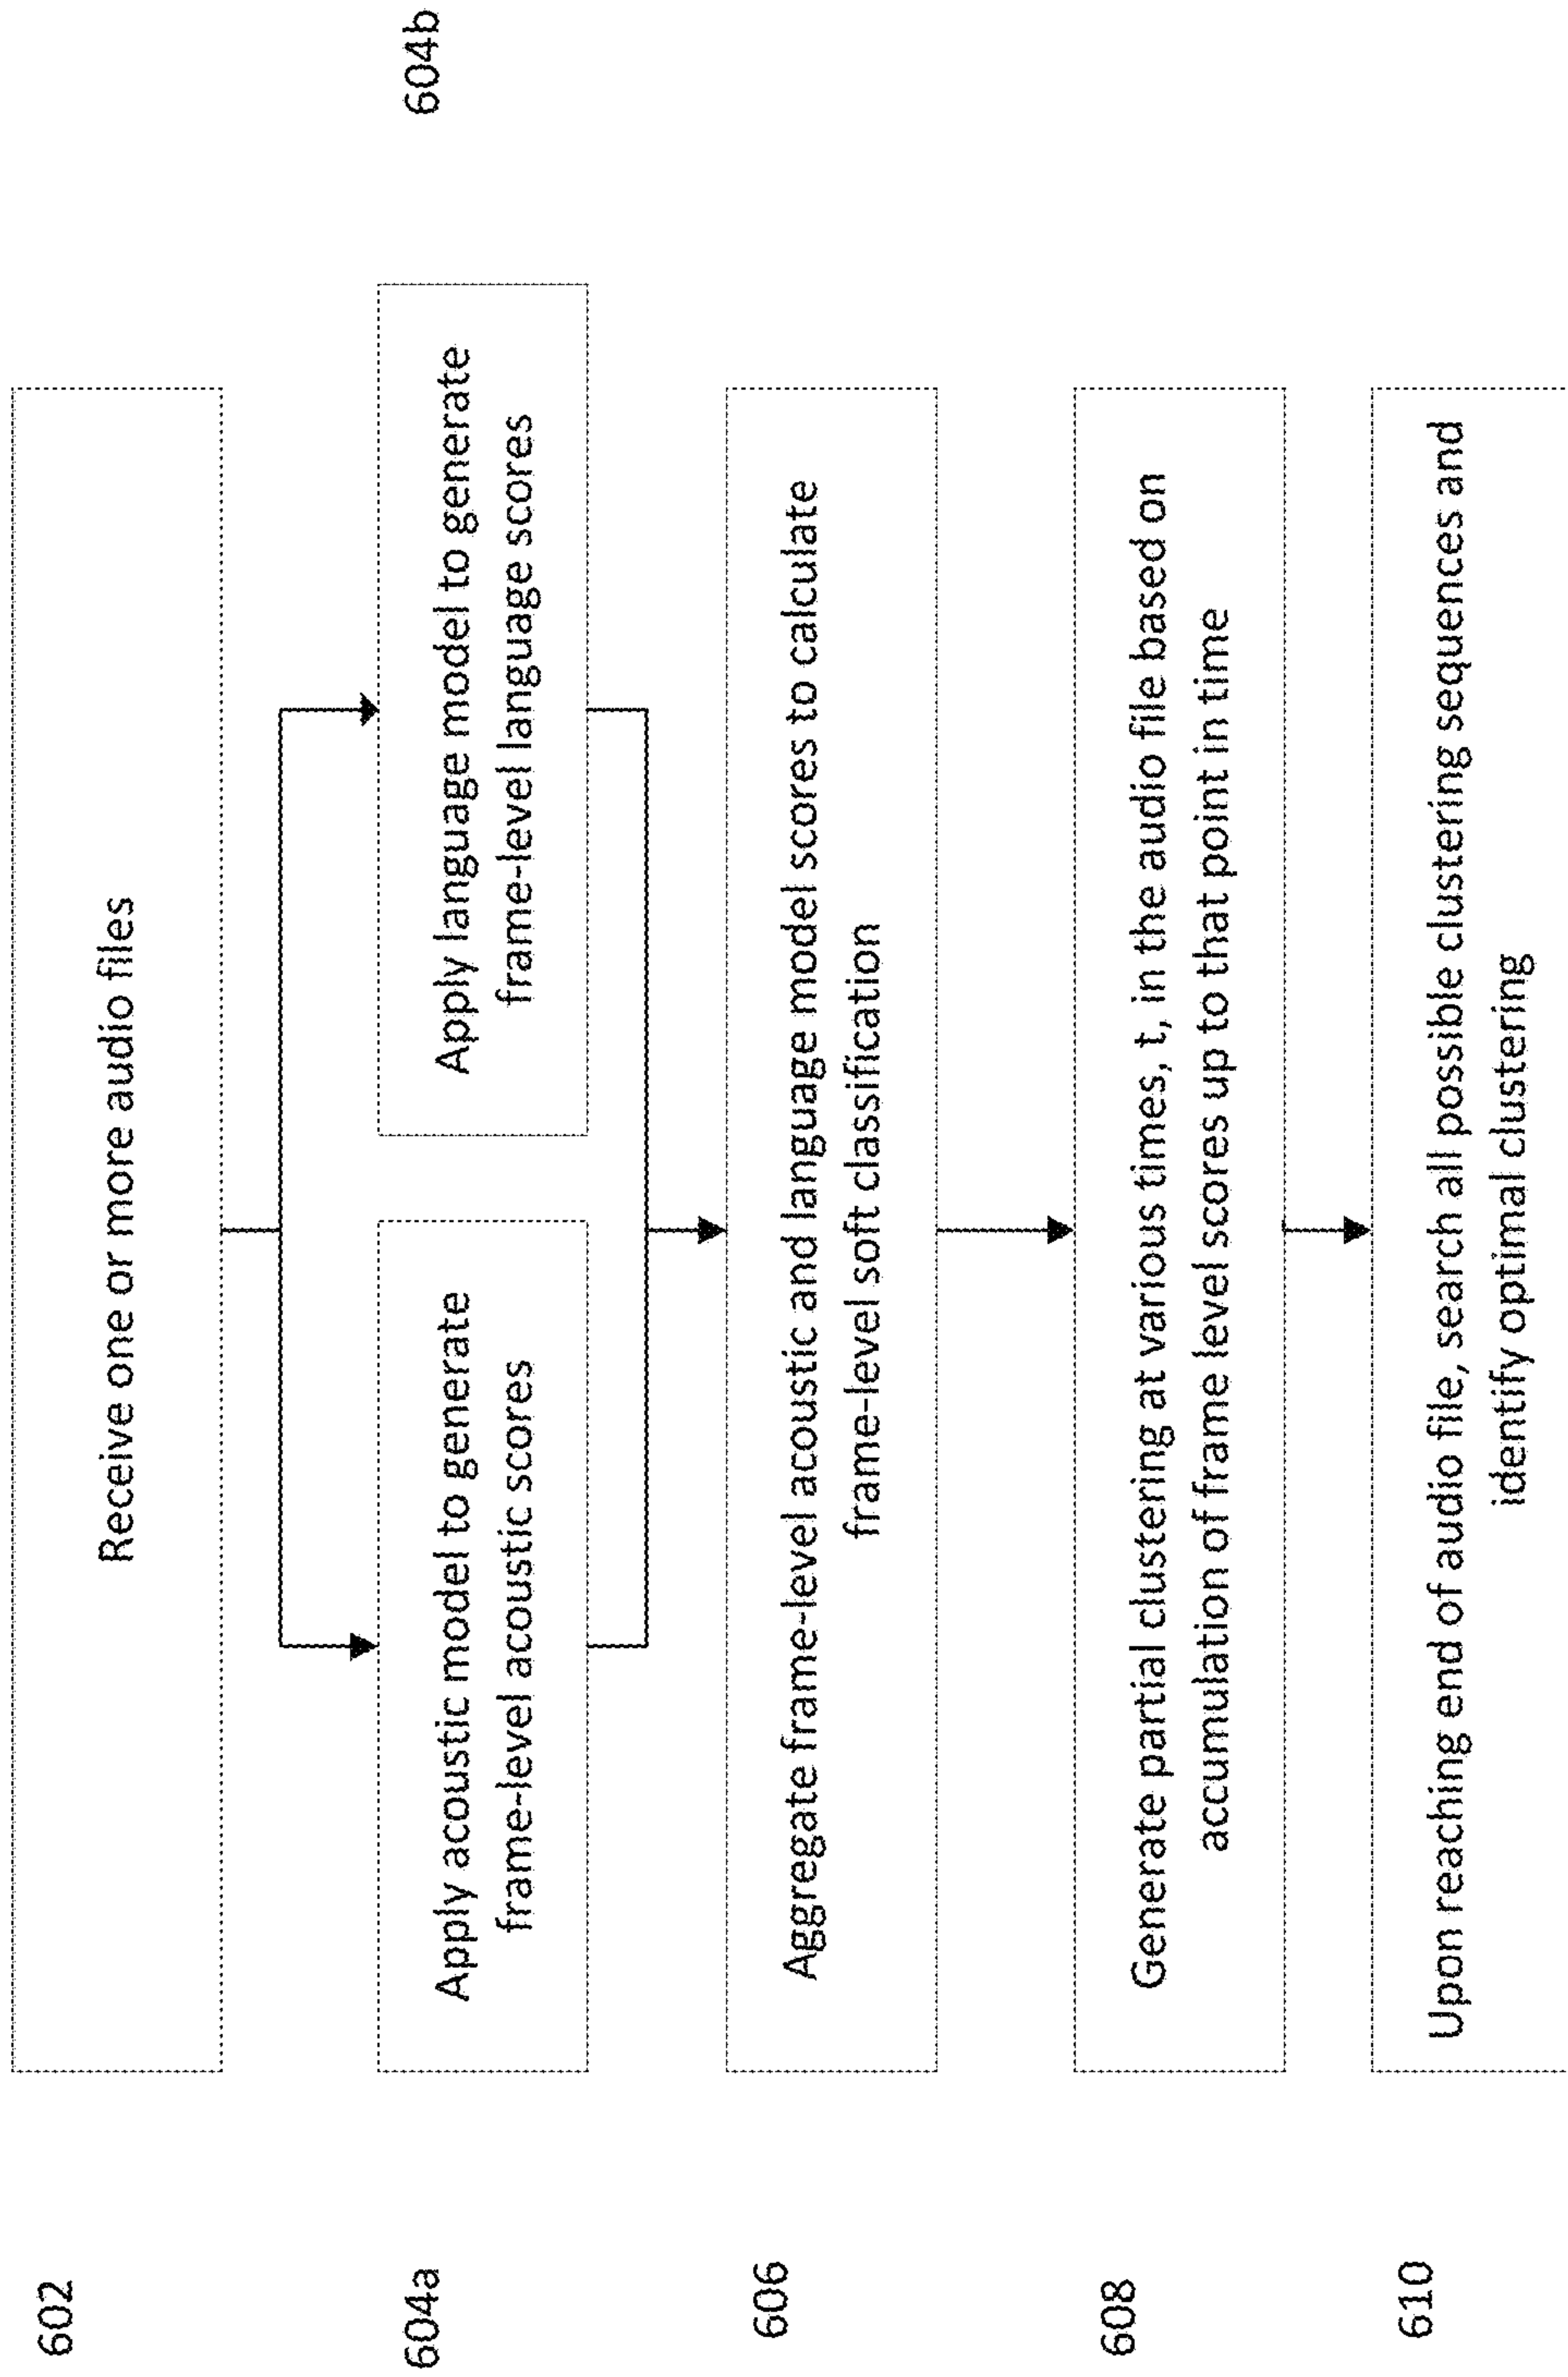 602
Receive one or more audio files
604a
Apply acoustic model to generate
frame-level acoustic scores
Apply language model to generate
frame-level language scores
604b
606
Aggregate frame-level acoustic and language model scores to calculate
frame-level soft classification
608
Generate partial clustering at various times, t, in the audio file based on
accumulation of frame level scores up to that point in time
610
Upon reaching end of audio file, search all possible clustering sequences and
identify optimal clustering